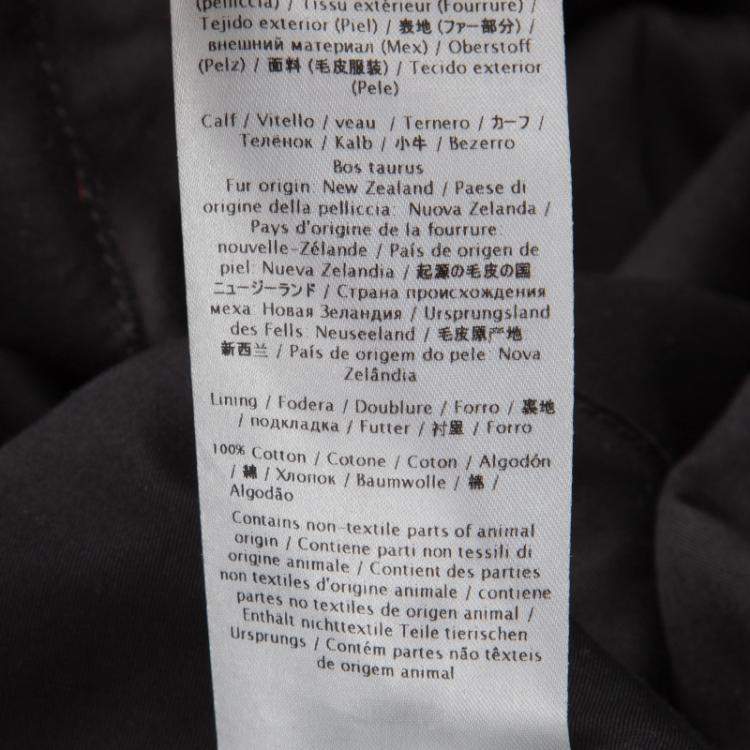 pelliccia) / Tissu extérieur (Fourrure) /
Tejido exterior (Piel) / 表地 (ファー部分) /
внешний материал (Мех) / Oberstoff
(Pelz) / 面料 (毛皮服装) / Tecido exterior
(Pele)
Calf / Vitello / veau / Ternero / カーフ /
Телёнок / Kalb / 小牛 / Bezerro
Bos taurus
Fur origin: New Zealand / Paese di
origine della pelliccia: Nuova Zelanda /
Pays d'origine de la fourrure:
nouvelle-Zélande / País de origen de
piel: Nueva Zelandia / 起源の毛皮の国
ニュージーランド / Страна происхождения
меха: Новая Зеландия / Ursprungsland
des Fells: Neuseeland / 毛皮原产地
新西兰 / País de origem do pele: Nova
Zelândia
Lining / Fodera / Doublure / Forro / 裏地
/ подкладка / Futter / 衬里 / Forro
100% Cotton / Cotone / Coton / Algodón
/ 綿 / Хлопок / Baumwolle / 棉 /
Algodão
Contains non-textile parts of animal
origin / Contiene parti non tessili di
origine animale / Contient des parties
non textiles d'origine animale / contiene
partes no textiles de origen animal /
Enthält nichttextile Teile tierischen
Ursprungs / Contém partes não têxteis
de origem animal